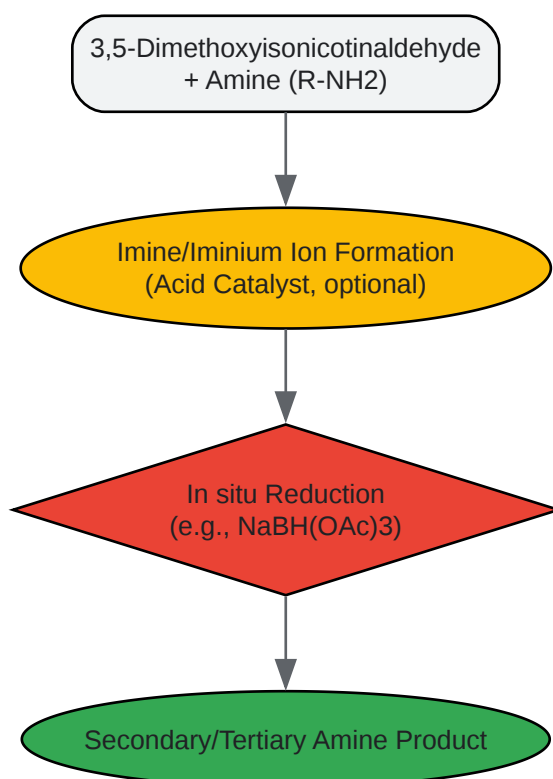 3,5-Dimethoxyisonicotinaldehyde
+ Amine (R-NH2)
Imine/Iminium Ion Formation
(Acid Catalyst, optional)
In situ Reduction
(e.g., NaBH(OAc)3)
Secondary/Tertiary Amine Product